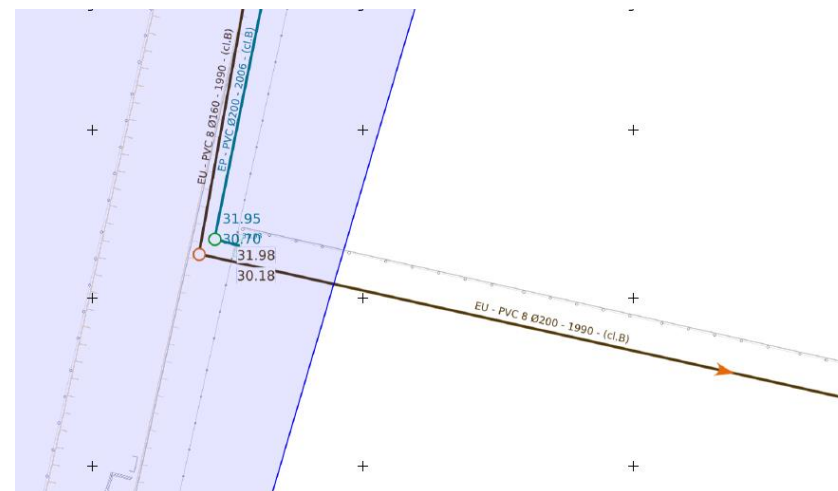 EU - PVC 8 Ø160 - 1990 - (cl.B)
EP - PVC Ø200 - 2006 - (cl.B)
31.95
30.70
31.98
30.18
EU - PVC 8 Ø200 - 1990 - (cl.B)